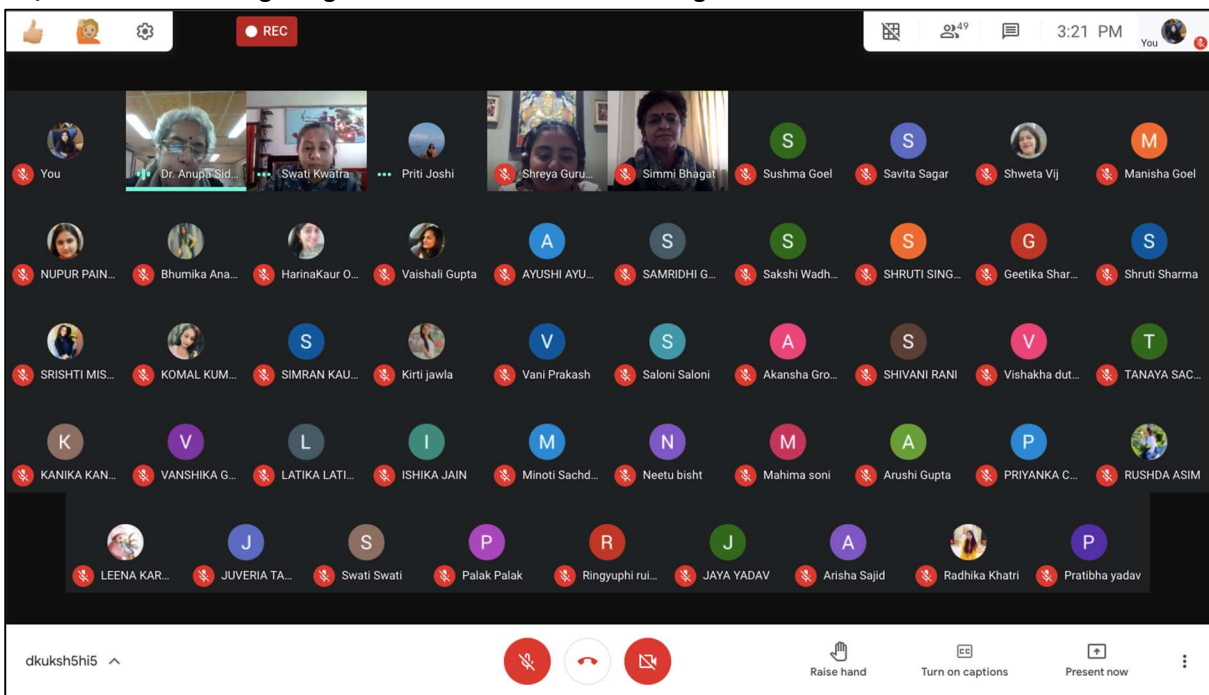 REC
49
3:21 PM
You
You
Dr. Anupa Sid...
Swati Kwatra
Priti Joshi
Shreya Guru...
Simmi Bhagat
S
Sushma Goel
S
Savita Sagar
Shweta Vij
M
Manisha Goel
NUPUR PAIN...
Bhumika Ana...
HarinaKaur O...
Vaishali Gupta
A
AYUSHI AYU...
S
SAMRIDHI G...
S
Sakshi Wadh...
S
SHRUTI SING...
G
Geetika Shar...
S
Shruti Sharma
SRISHTI MIS...
KOMAL KUM...
S
SIMRAN KAU...
Kirti jawla
V
Vani Prakash
S
Saloni Saloni
A
Akansha Gro...
S
SHIVANI RANI
V
Vishakha dut...
T
TANAYA SAC...
K
KANIKA KAN...
V
VANSHIKA G...
L
LATIKA LATI...
I
ISHIKA JAIN
M
Minoti Sachd...
N
Neetu bisht
M
Mahima soni
A
Arushi Gupta
P
PRIYANKA C...
RUSHDA ASIM
LEENA KAR...
J
JUVERIA TA...
S
Swati Swati
P
Palak Palak
R
Ringyuphi rui...
J
JAYA YADAV
A
Arisha Sajid
Radhika Khatri
P
Pratibha yadav
dkuksh5hi5
Raise hand
CC
Turn on captions
Present now